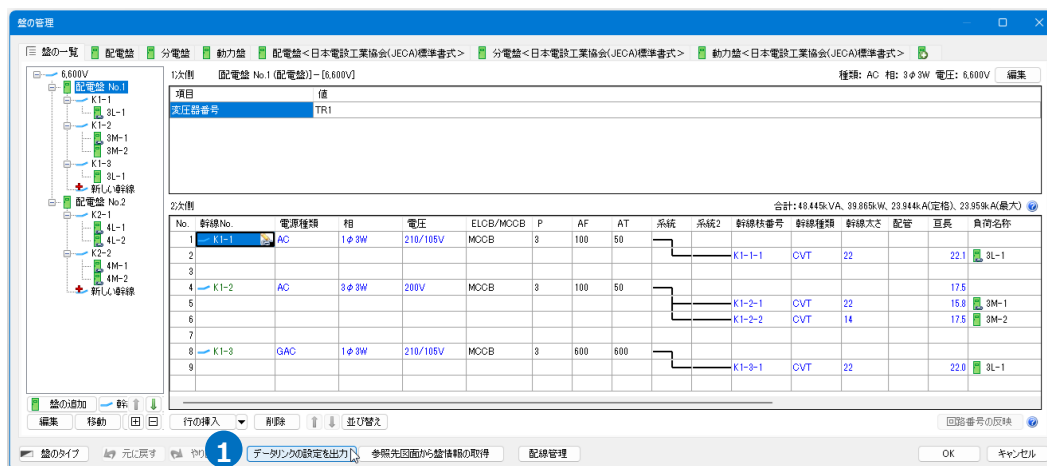 盤の管理
盤の一覧 配電盤 分電盤 動力盤 配電盤<日本電設工業協会(JECA)標準書式> 分電盤<日本電設工業協会(JECA)標準書式> 動力盤<日本電設工業協会(JECA)標準書式>
6,600V
配電盤 No.1
K1-1
3L-1
K1-2
3M-1
3M-2
K1-3
3L-1
新しい幹線
配電盤 No.2
K2-1
4L-1
4L-2
K2-2
4M-1
4M-2
新しい幹線
盤の追加 幹
編集 移動
1次側 [配電盤 No.1 (配電盤)]-[6,600V] 種類: AC 相: 3φ3W 電圧: 6,600V 編集
項目 値
変圧器番号 TR1
2次側 合計:48.445kVA、39.865kW、23.944kA(定格)、23.959kA(最大)
No. 幹線No. 電源種類 相 電圧 ELCB/MCCB P AF AT 系統 系統2 幹線枝番号 幹線種類 幹線太さ 配管 亘長 負荷名称
1 K1-1 AC 1φ3W 210/105V MCCB 3 100 50
2 K1-1-1 CVT 22 22.1 3L-1
3
4 K1-2 AC 3φ3W 200V MCCB 3 100 50 17.5
5 K1-2-1 CVT 22 15.8 3M-1
6 K1-2-2 CVT 14 17.5 3M-2
7
8 K1-3 GAC 1φ3W 210/105V MCCB 3 600 600
9 K1-3-1 CVT 22 22.0 3L-1
行の挿入 削除 並び替え 回路番号の反映
盤のタイプ 元に戻す やり 1 データリンクの設定を出力 参照先図面から盤情報の取得 配線管理 OK キャンセル